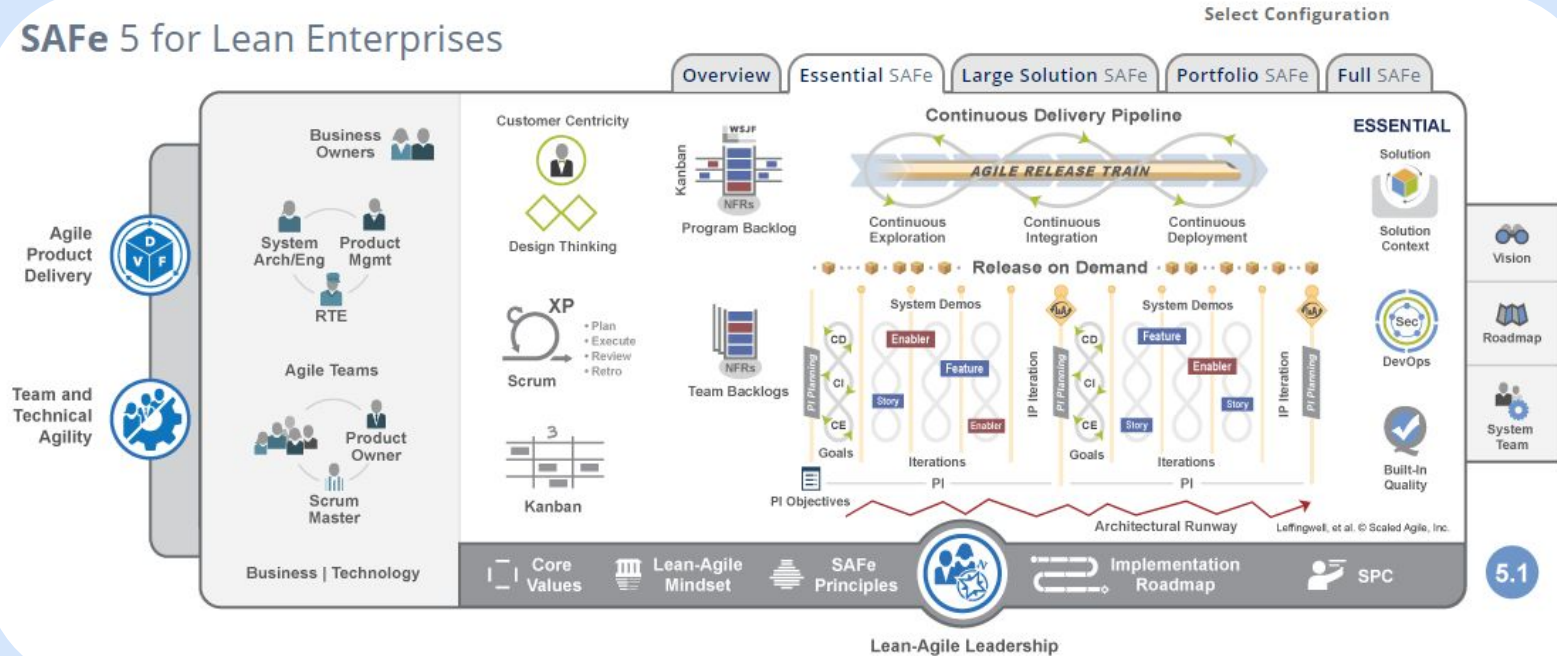 Select Configuration
SAFe 5 for Lean Enterprises
Overview
Essential SAFe
Large Solution SAFe
Portfolio SAFe
Full SAFe
Agile
Product
Delivery
D
V
F
Team and
Technical
Agility
Business
Owners
System
Arch/Eng
Product
Mgmt
RTE
Agile Teams
Product
Owner
Scrum
Master
Business | Technology
Customer Centricity
Design Thinking
XP
• Plan
• Execute
• Review
• Retro
Scrum
3
Kanban
WSJF
Kanban
NFRs
Program Backlog
NFRs
Team Backlogs
Continuous Delivery Pipeline
AGILE RELEASE TRAIN
Continuous
Exploration
Continuous
Integration
Continuous
Deployment
Release on Demand
System Demos
System Demos
PI Planning
CD
CI
CE
Goals
Enabler
Feature
Story
Enabler
Iterations
IP Iteration
I&A
PI Planning
CD
CI
CE
Goals
Feature
Enabler
Story
Story
Iterations
IP Iteration
I&A
PI Planning
PI Objectives
PI
PI
Architectural Runway
Leffingwell, et al. © Scaled Agile, Inc.
ESSENTIAL
Solution
Solution
Context
Sec
DevOps
Built-In
Quality
Vision
Roadmap
System
Team
Core
Values
Lean-Agile
Mindset
SAFe
Principles
N
Implementation
Roadmap
SPC
5.1
Lean-Agile Leadership